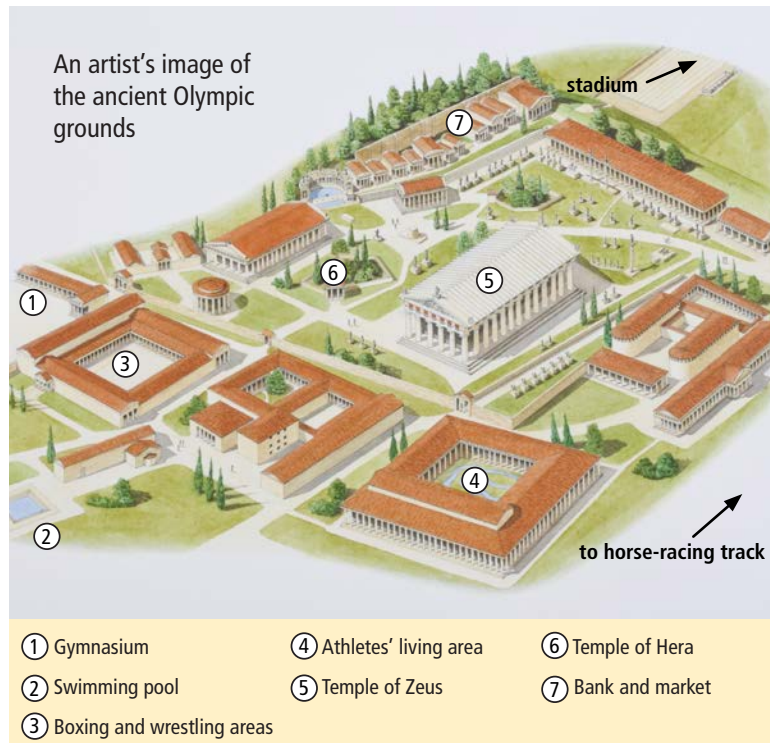 An artist’s image of
the ancient Olympic
grounds
stadium
7
6
5
1
3
4
2
to horse-racing track
1 Gymnasium
2 Swimming pool
3 Boxing and wrestling areas
4 Athletes’ living area
5 Temple of Zeus
6 Temple of Hera
7 Bank and market